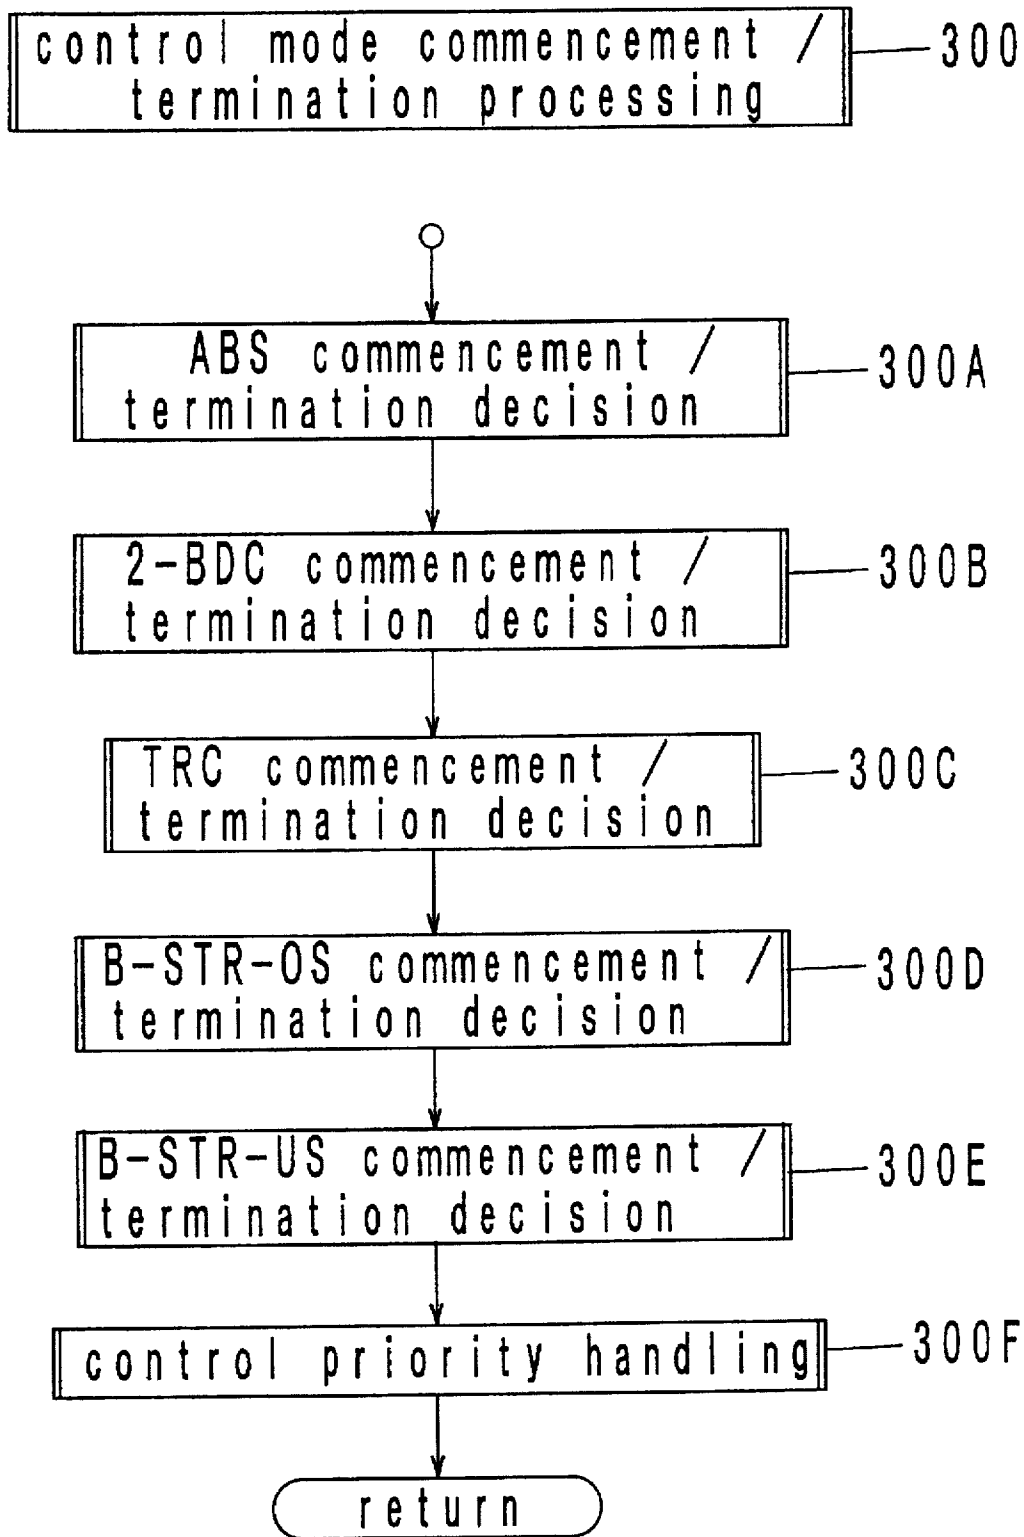 control mode commencement /
termination processing
300
ABS commencement /
termination decision
300A
2-BDC commencement /
termination decision
300B
TRC commencement /
termination decision
300C
B-STR-OS commencement /
termination decision
300D
B-STR-US commencement /
termination decision
300E
control priority handling
300F
return